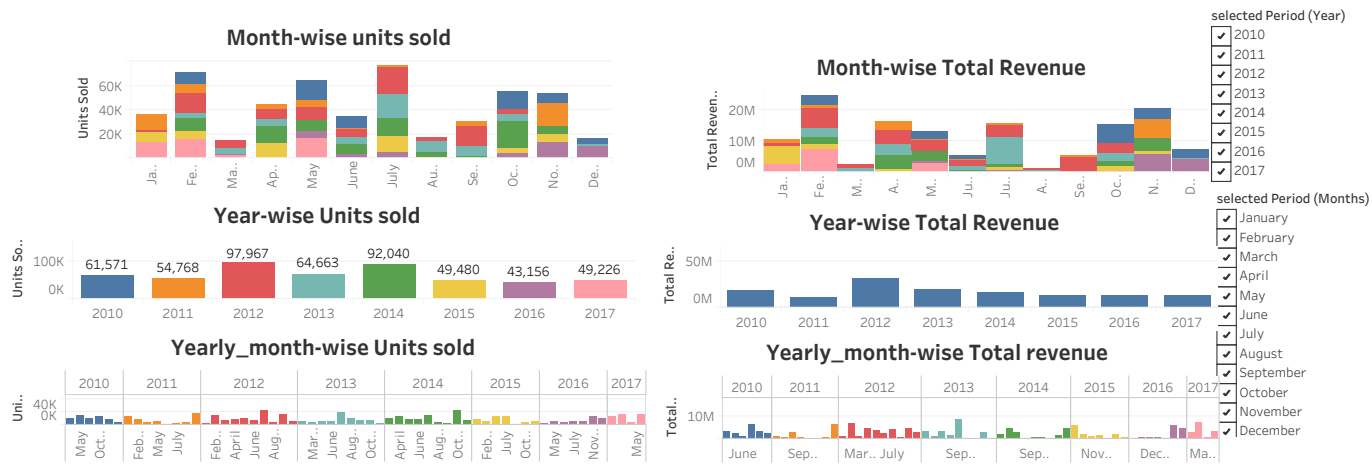 Month-wise units sold
Units Sold
60K
40K
20K
Ja..
Fe..
Ma..
Ap..
May
June
July
Au..
Se..
Oc..
No..
De..
Year-wise Units sold
Units So..
100K
0K
61,571
54,768
97,967
64,663
92,040
49,480
43,156
49,226
2010
2011
2012
2013
2014
2015
2016
2017
Yearly_month-wise Units sold
2010
2011
2012
2013
2014
2015
2016
2017
Uni..
40K
0K
May
Oct..
Feb..
May
July
Feb..
April
June
Aug..
Mar..
June
Aug..
Oct..
April
June
Aug..
Oct..
Feb..
July
Oct..
May
July
Nov..
May
Month-wise Total Revenue
Total Reven..
20M
10M
0M
Ja..
Fe..
M..
A..
M..
Ju..
Ju..
A..
Se..
Oc..
N..
D..
Year-wise Total Revenue
Total Re..
50M
0M
2010
2011
2012
2013
2014
2015
2016
2017
Yearly_month-wise Total revenue
2010
2011
2012
2013
2014
2015
2016
2017
Total..
10M
June
Sep..
Mar.. July
Sep..
Sep..
Nov..
Dec..
Ma..
selected Period (Year)
2010
2011
2012
2013
2014
2015
2016
2017
selected Period (Months)
January
February
March
April
May
June
July
August
September
October
November
December